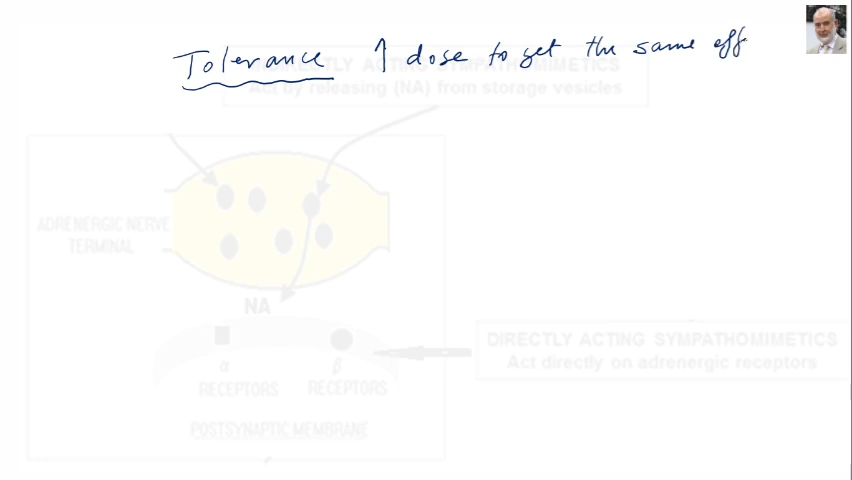 Tolerance ↑ dose to get the same eff
INDIRECTLY ACTING SYMPATHOMIMETICS
Act by releasing (NA) from storage vesicles
ADRENERGIC NERVE
TERMINAL
NA
α
RECEPTORS
β
RECEPTORS
POSTSYNAPTIC MEMBRANE
DIRECTLY ACTING SYMPATHOMIMETICS
Act directly on adrenergic receptors